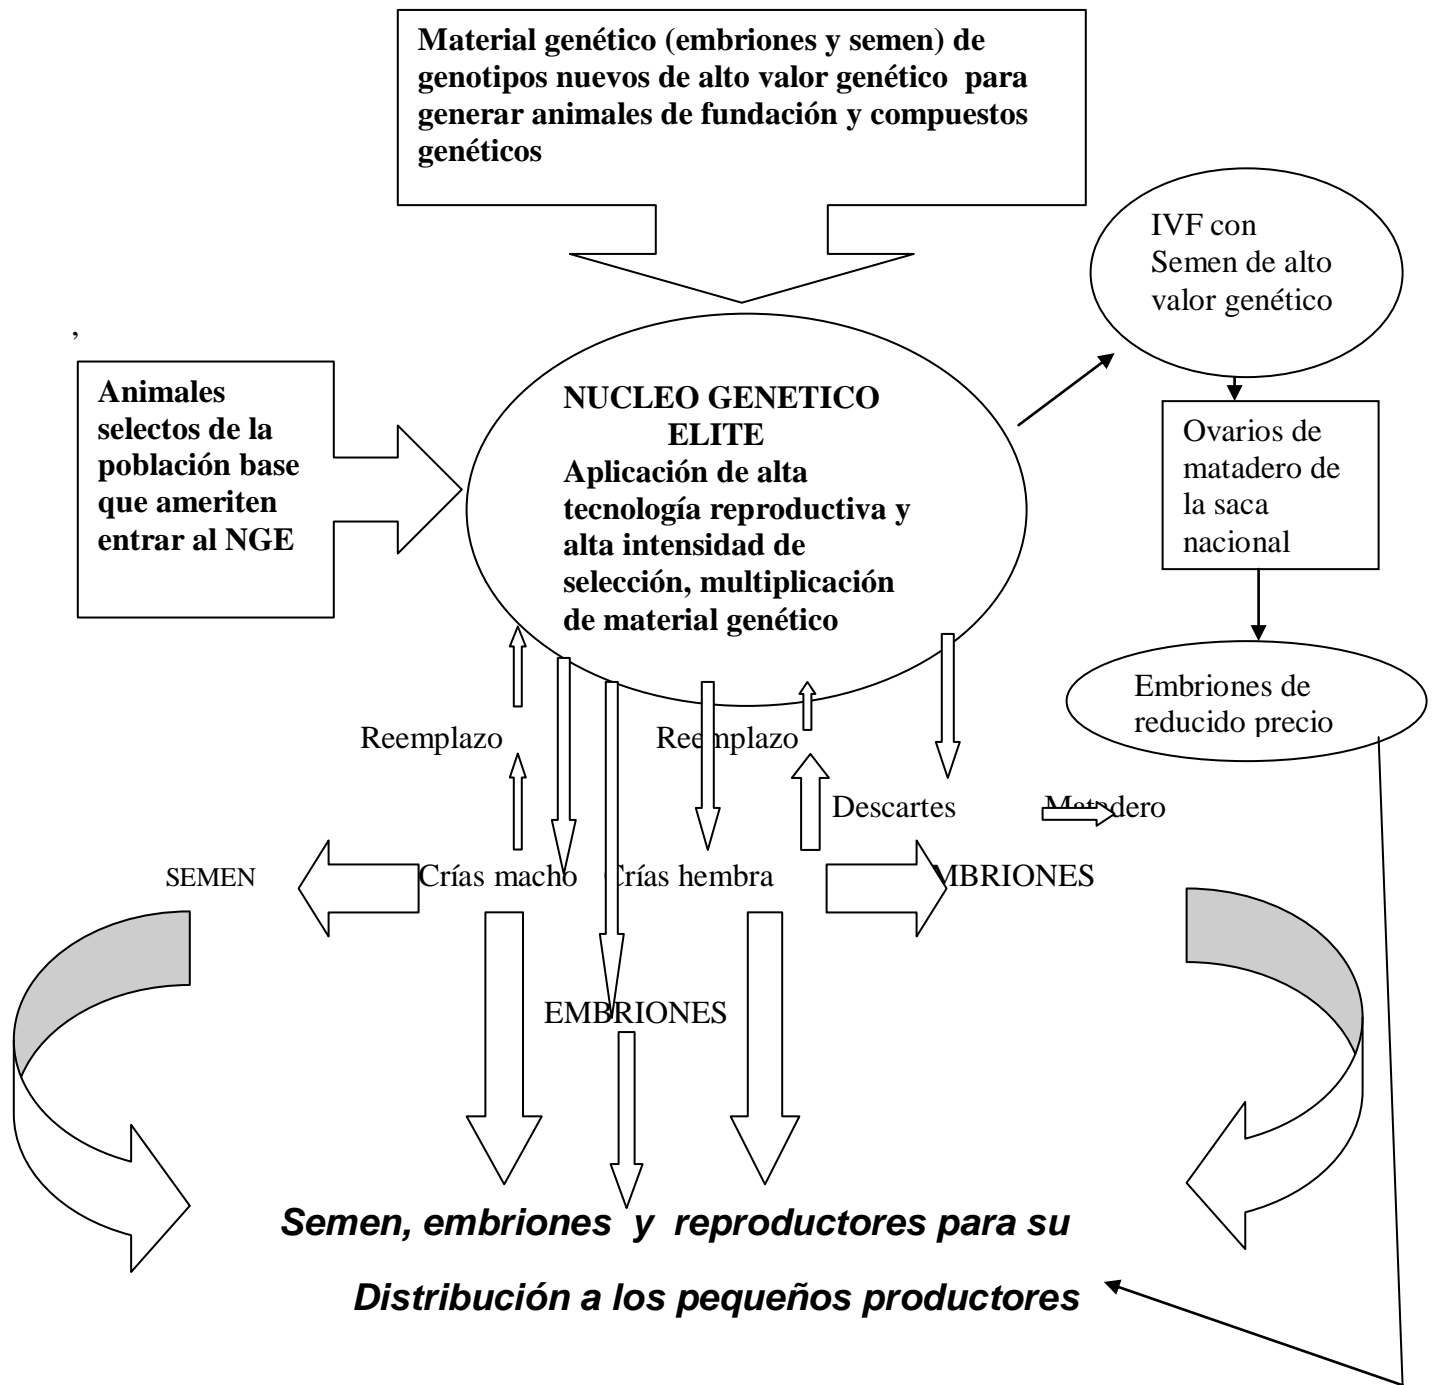 Material genético (embriones y semen) de
genotipos nuevos de alto valor genético para
generar animales de fundación y compuestos
genéticos
IVF con
Semen de alto
valor genético
,
Animales
selectos de la
población base
que ameriten
entrar al NGE
NUCLEO GENETICO
ELITE
Aplicación de alta
tecnología reproductiva y
alta intensidad de
selección, multiplicación
de material genético
Ovarios de
matadero de
la saca
nacional
Embriones de
reducido precio
Reemplazo
Reemplazo
Descartes
Matadero
SEMEN
Crías macho
Crías hembra
MBRIONES
EMBRIONES
Semen, embriones y reproductores para su
Distribución a los pequeños productores